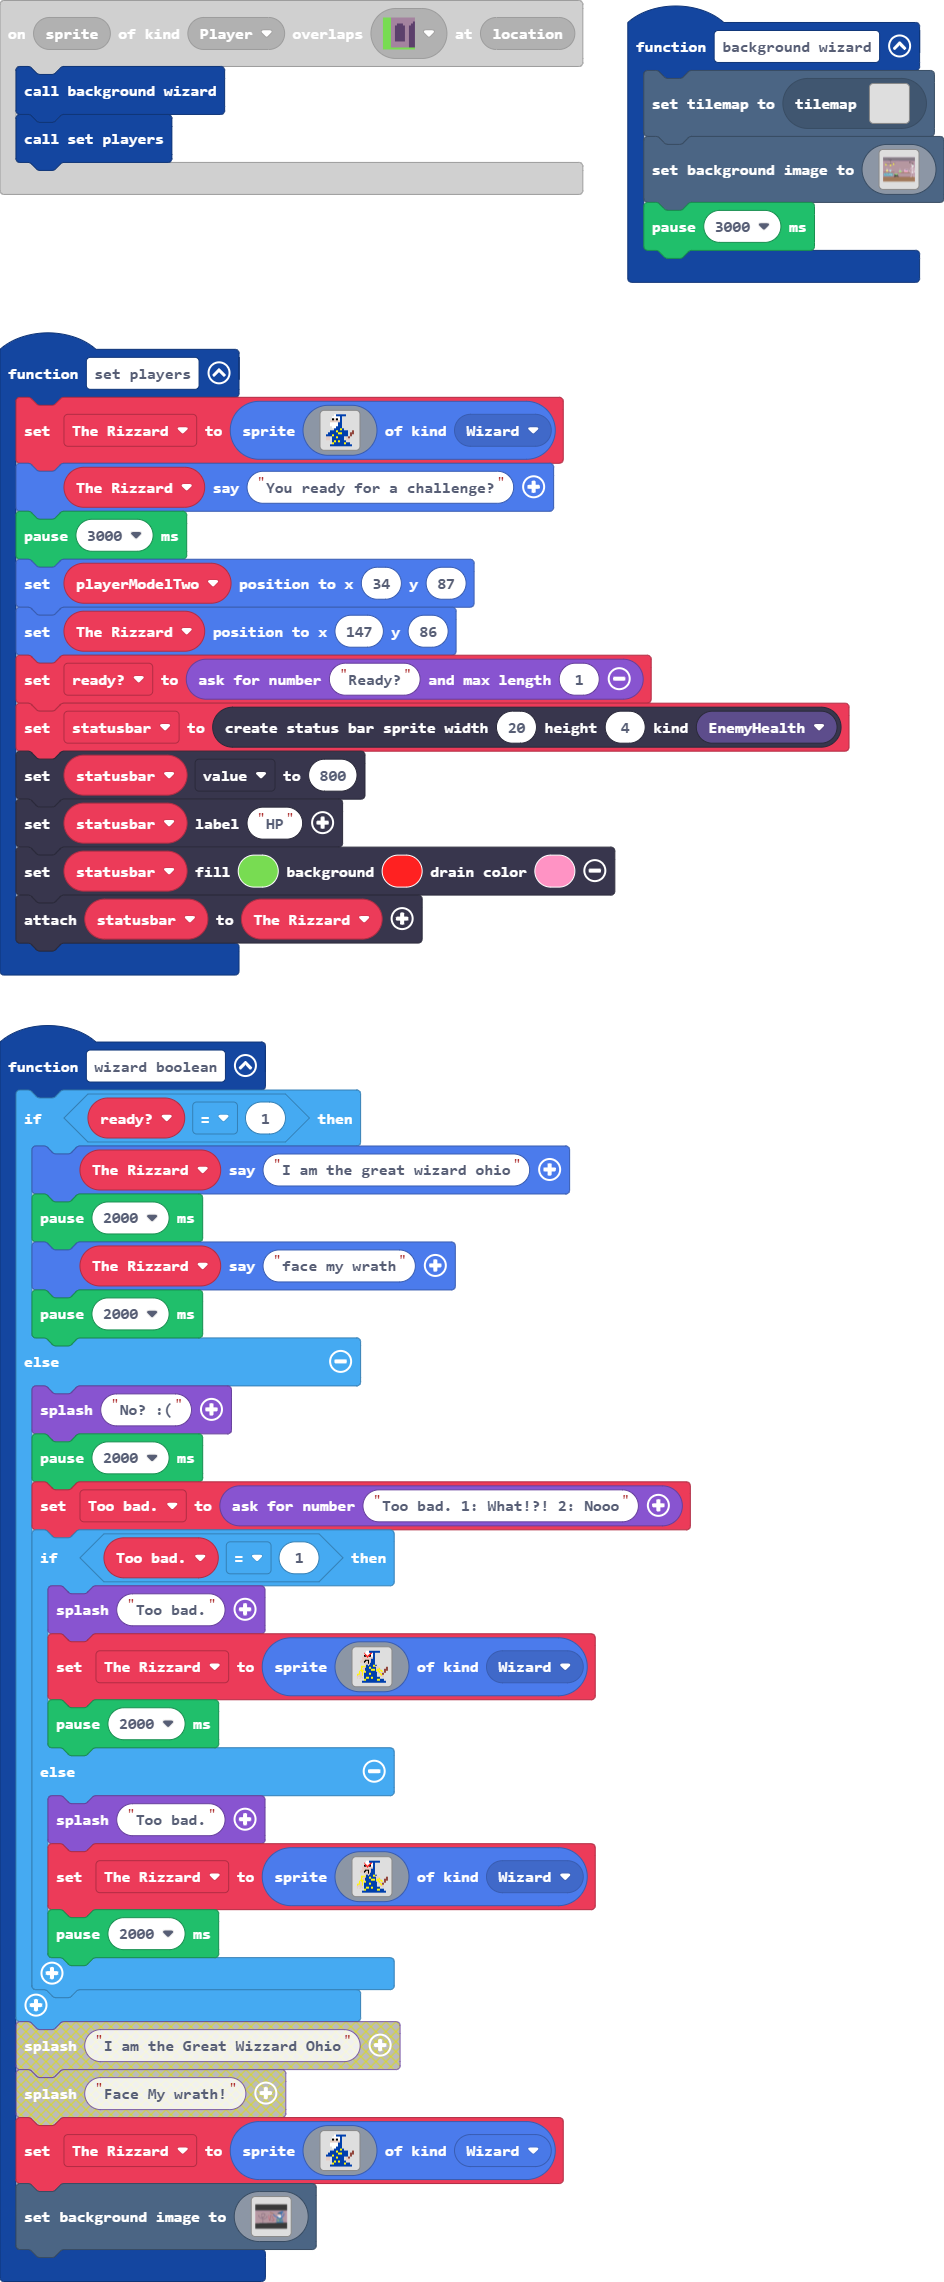 on sprite of kind Player overlaps at location
call background wizard
call set players
function background wizard
set tilemap to tilemap
set background image to
pause 3000 ms
function set players
set The Rizzard to sprite of kind Wizard
The Rizzard say "You ready for a challenge?"
pause 3000 ms
set playerModelTwo position to x 34 y 87
set The Rizzard position to x 147 y 86
set ready? to ask for number "Ready?" and max length 1
set statusbar to create status bar sprite width 20 height 4 kind EnemyHealth
set statusbar value to 800
set statusbar label "HP"
set statusbar fill background drain color
attach statusbar to The Rizzard
function wizard boolean
if ready? = 1 then
The Rizzard say "I am the great wizard ohio"
pause 2000 ms
The Rizzard say "face my wrath"
pause 2000 ms
else
splash "No? :("
pause 2000 ms
set Too bad. to ask for number "Too bad. 1: What!?! 2: Nooo"
if Too bad. = 1 then
splash "Too bad."
set The Rizzard to sprite of kind Wizard
pause 2000 ms
else
splash "Too bad."
set The Rizzard to sprite of kind Wizard
pause 2000 ms
splash "I am the Great Wizzard Ohio"
splash "Face My wrath!"
set The Rizzard to sprite of kind Wizard
set background image to